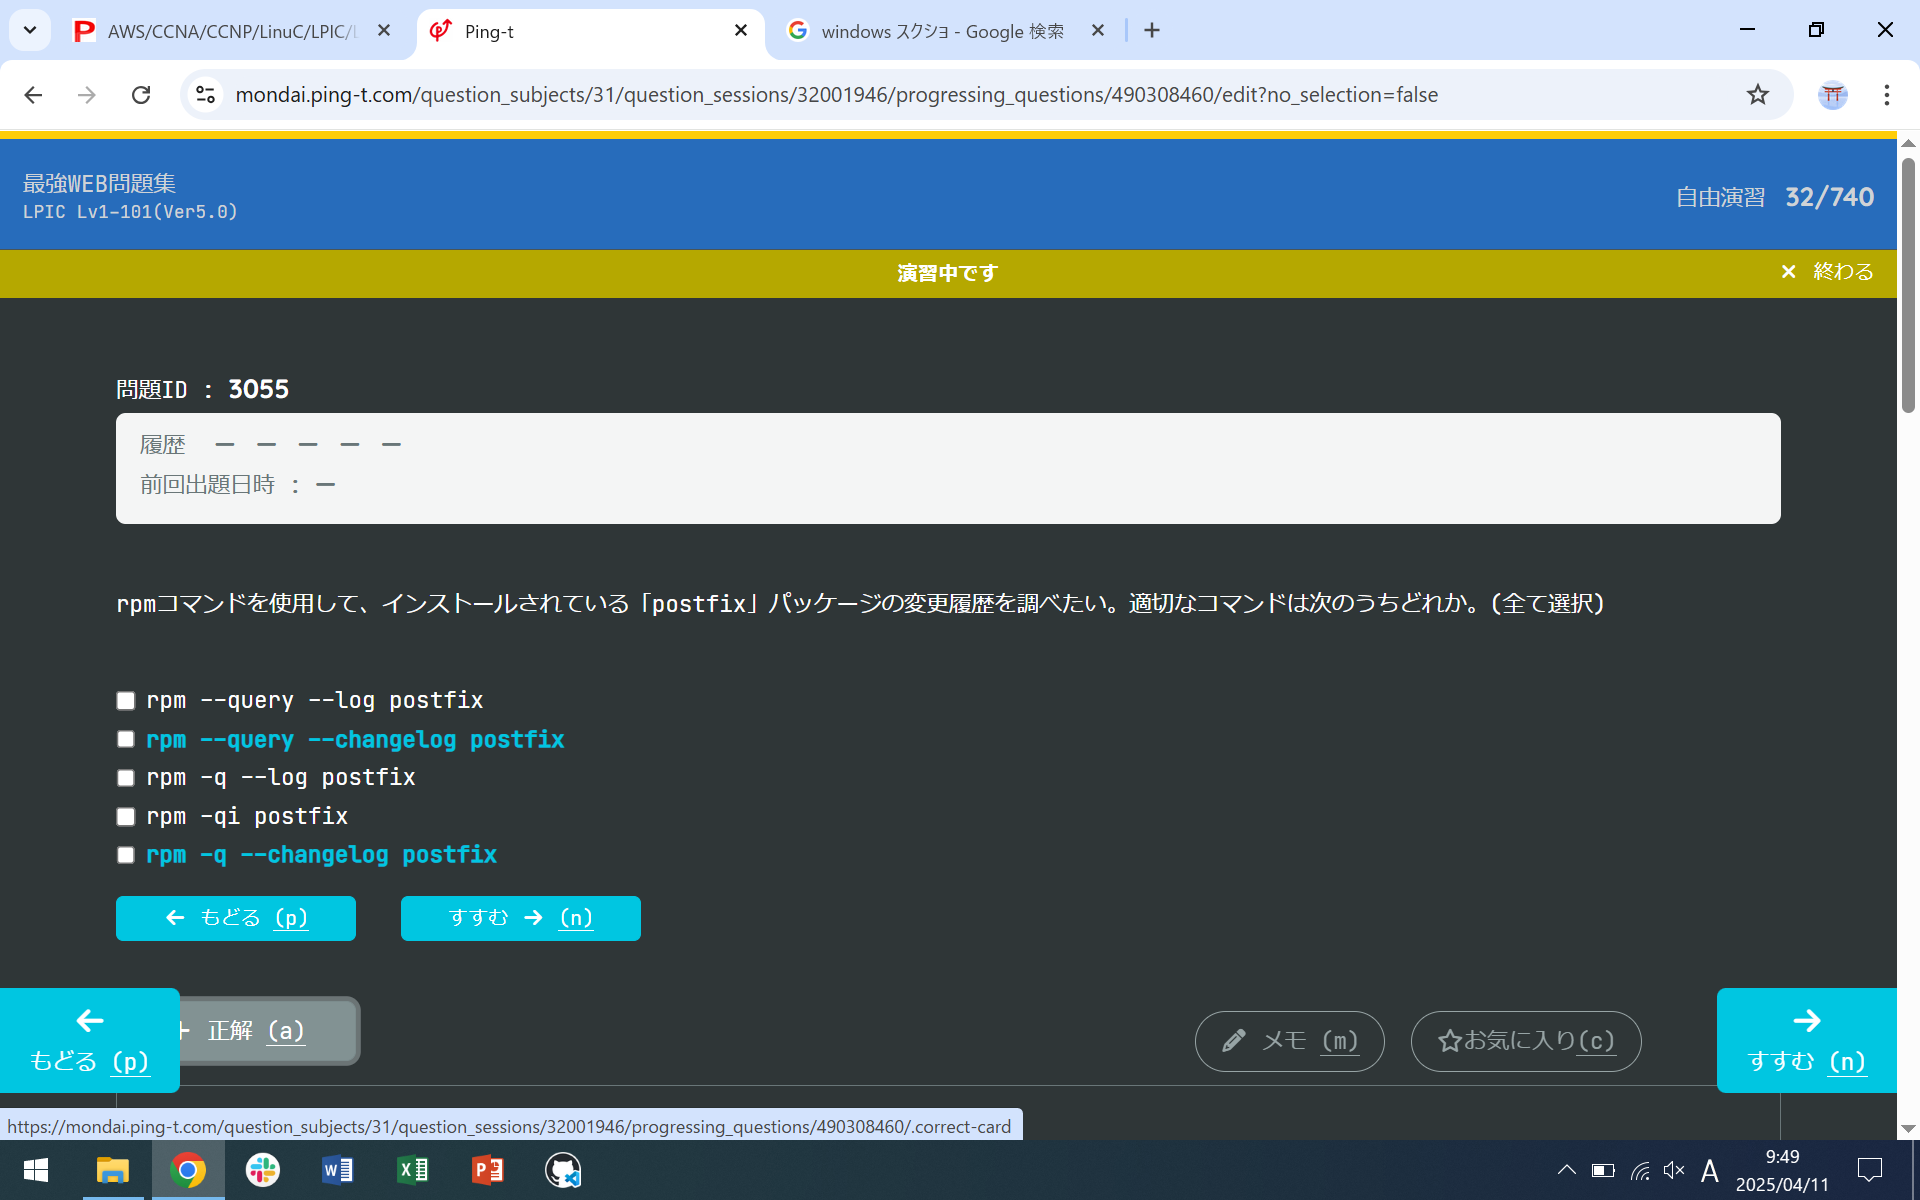 AWS/CCNA/CCNP/LinuC/LPIC/
Ping-t
windows スクショ - Google 検索
mondai.ping-t.com/question_subjects/31/question_sessions/32001946/progressing_questions/490308460/edit?no_selection=false
最強WEB問題集
LPIC Lv1-101(Ver5.0)
自由演習 32/740
演習中です
× 終わる
問題ID : 3055
履歴 ー ー ー ー ー
前回出題日時 : ー
rpmコマンドを使用して、インストールされている「postfix」パッケージの変更履歴を調べたい。適切なコマンドは次のうちどれか。(全て選択)
rpm --query --log postfix
rpm --query --changelog postfix
rpm -q --log postfix
rpm -qi postfix
rpm -q --changelog postfix
← もどる (p)
すすむ → (n)
← もどる (p)
+ 正解 (a)
メモ (m)
☆お気に入り(c)
→ すすむ (n)
https://mondai.ping-t.com/question_subjects/31/question_sessions/32001946/progressing_questions/490308460/.correct-card
A
9:49
2025/04/11